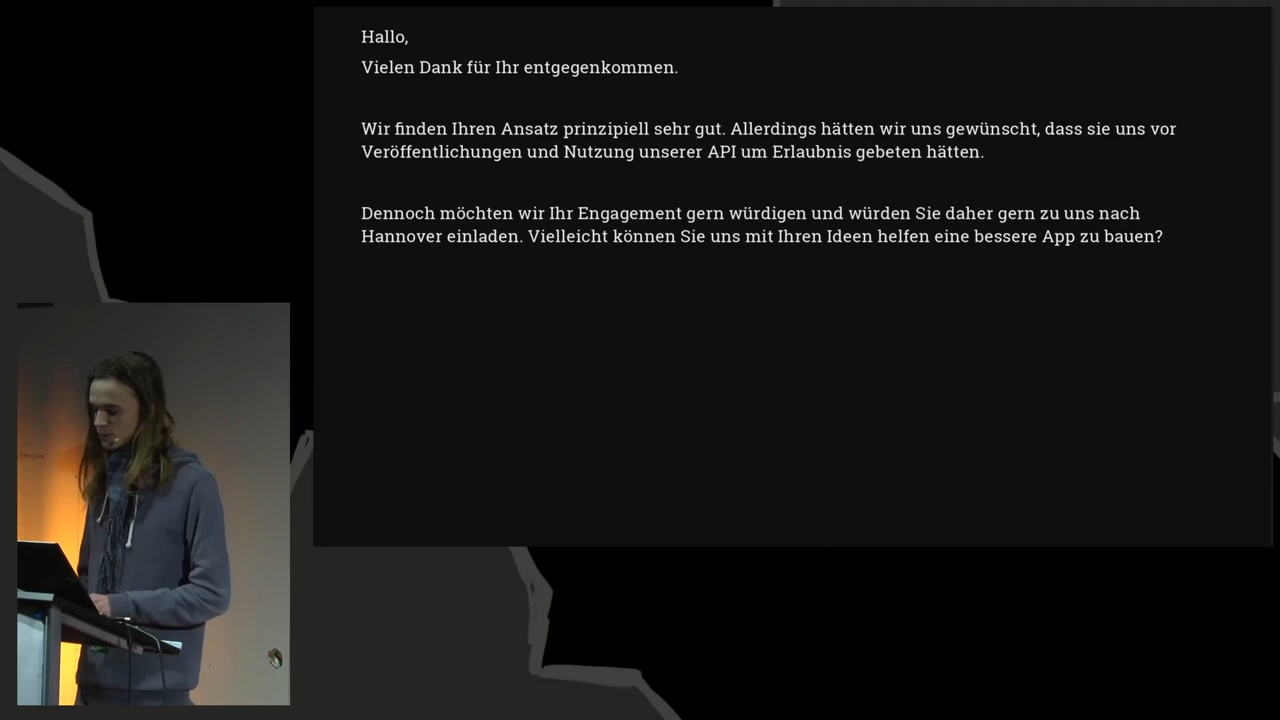 Hallo,
Vielen Dank für Ihr entgegenkommen.
Wir finden Ihren Ansatz prinzipiell sehr gut. Allerdings hätten wir uns gewünscht, dass sie uns vor
Veröffentlichungen und Nutzung unserer API um Erlaubnis gebeten hätten.
Dennoch möchten wir Ihr Engagement gern würdigen und würden Sie daher gern zu uns nach
Hannover einladen. Vielleicht können Sie uns mit Ihren Ideen helfen eine bessere App zu bauen?